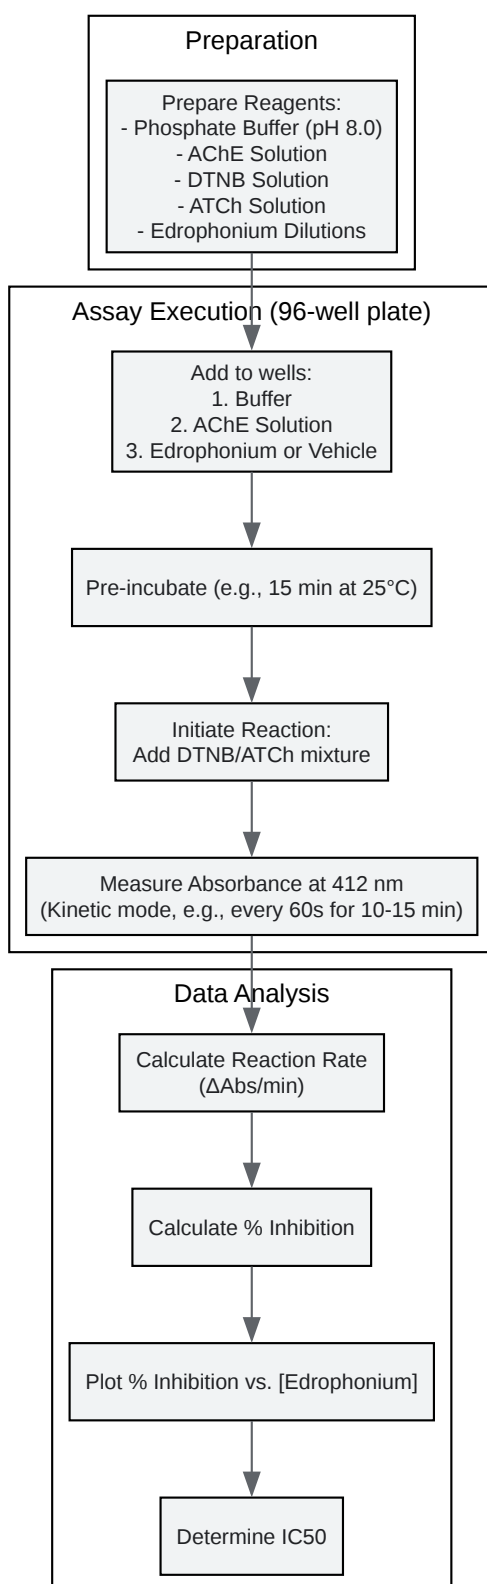 Preparation
Prepare Reagents:
- Phosphate Buffer (pH 8.0)
- AChE Solution
- DTNB Solution
- ATCh Solution
- Edrophonium Dilutions
Assay Execution (96-well plate)
Add to wells:
1. Buffer
2. AChE Solution
3. Edrophonium or Vehicle
Pre-incubate (e.g., 15 min at 25°C)
Initiate Reaction:
Add DTNB/ATCh mixture
Measure Absorbance at 412 nm
(Kinetic mode, e.g., every 60s for 10-15 min)
Data Analysis
Calculate Reaction Rate
(ΔAbs/min)
Calculate % Inhibition
Plot % Inhibition vs. [Edrophonium]
Determine IC50